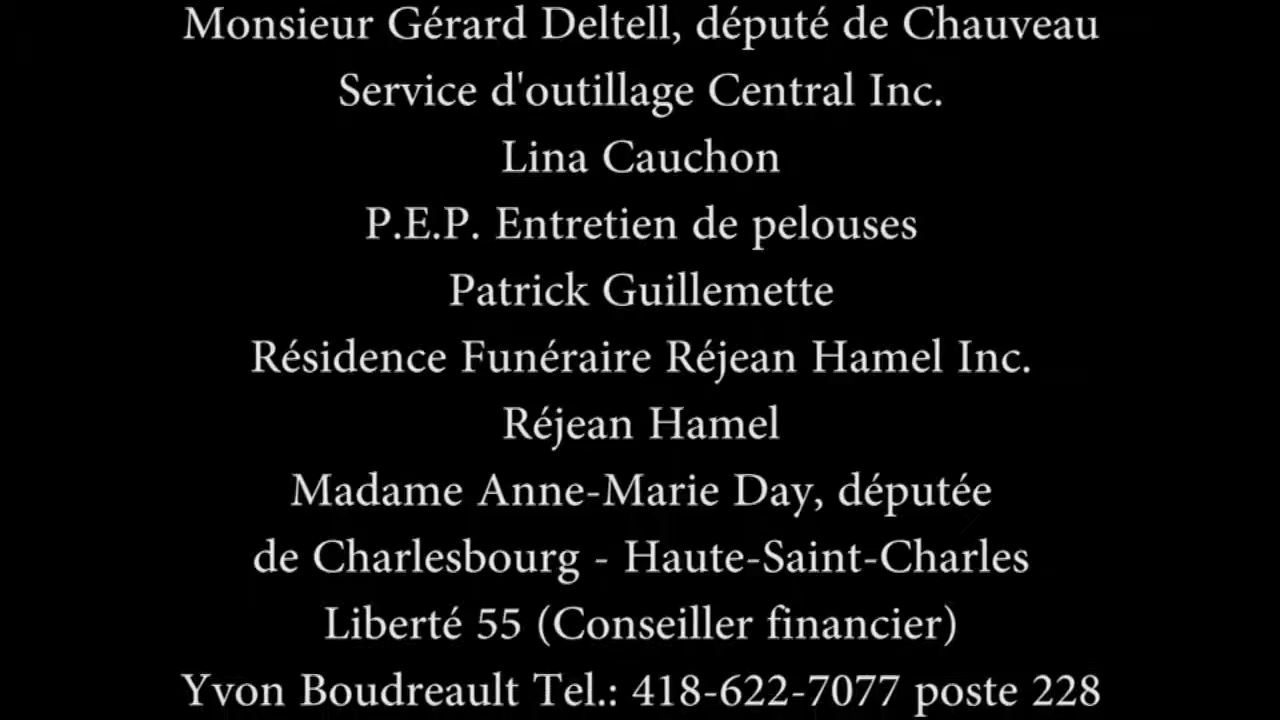 Monsieur Gérard Deltell, député de Chauveau
Service d'outillage Central Inc.
Lina Cauchon
P.E.P. Entretien de pelouses
Patrick Guillemette
Résidence Funéraire Réjean Hamel Inc.
Réjean Hamel
Madame Anne-Marie Day, députée
de Charlesbourg - Haute-Saint-Charles
Liberté 55 (Conseiller financier)
Yvon Boudreault Tel.: 418-622-7077 poste 228